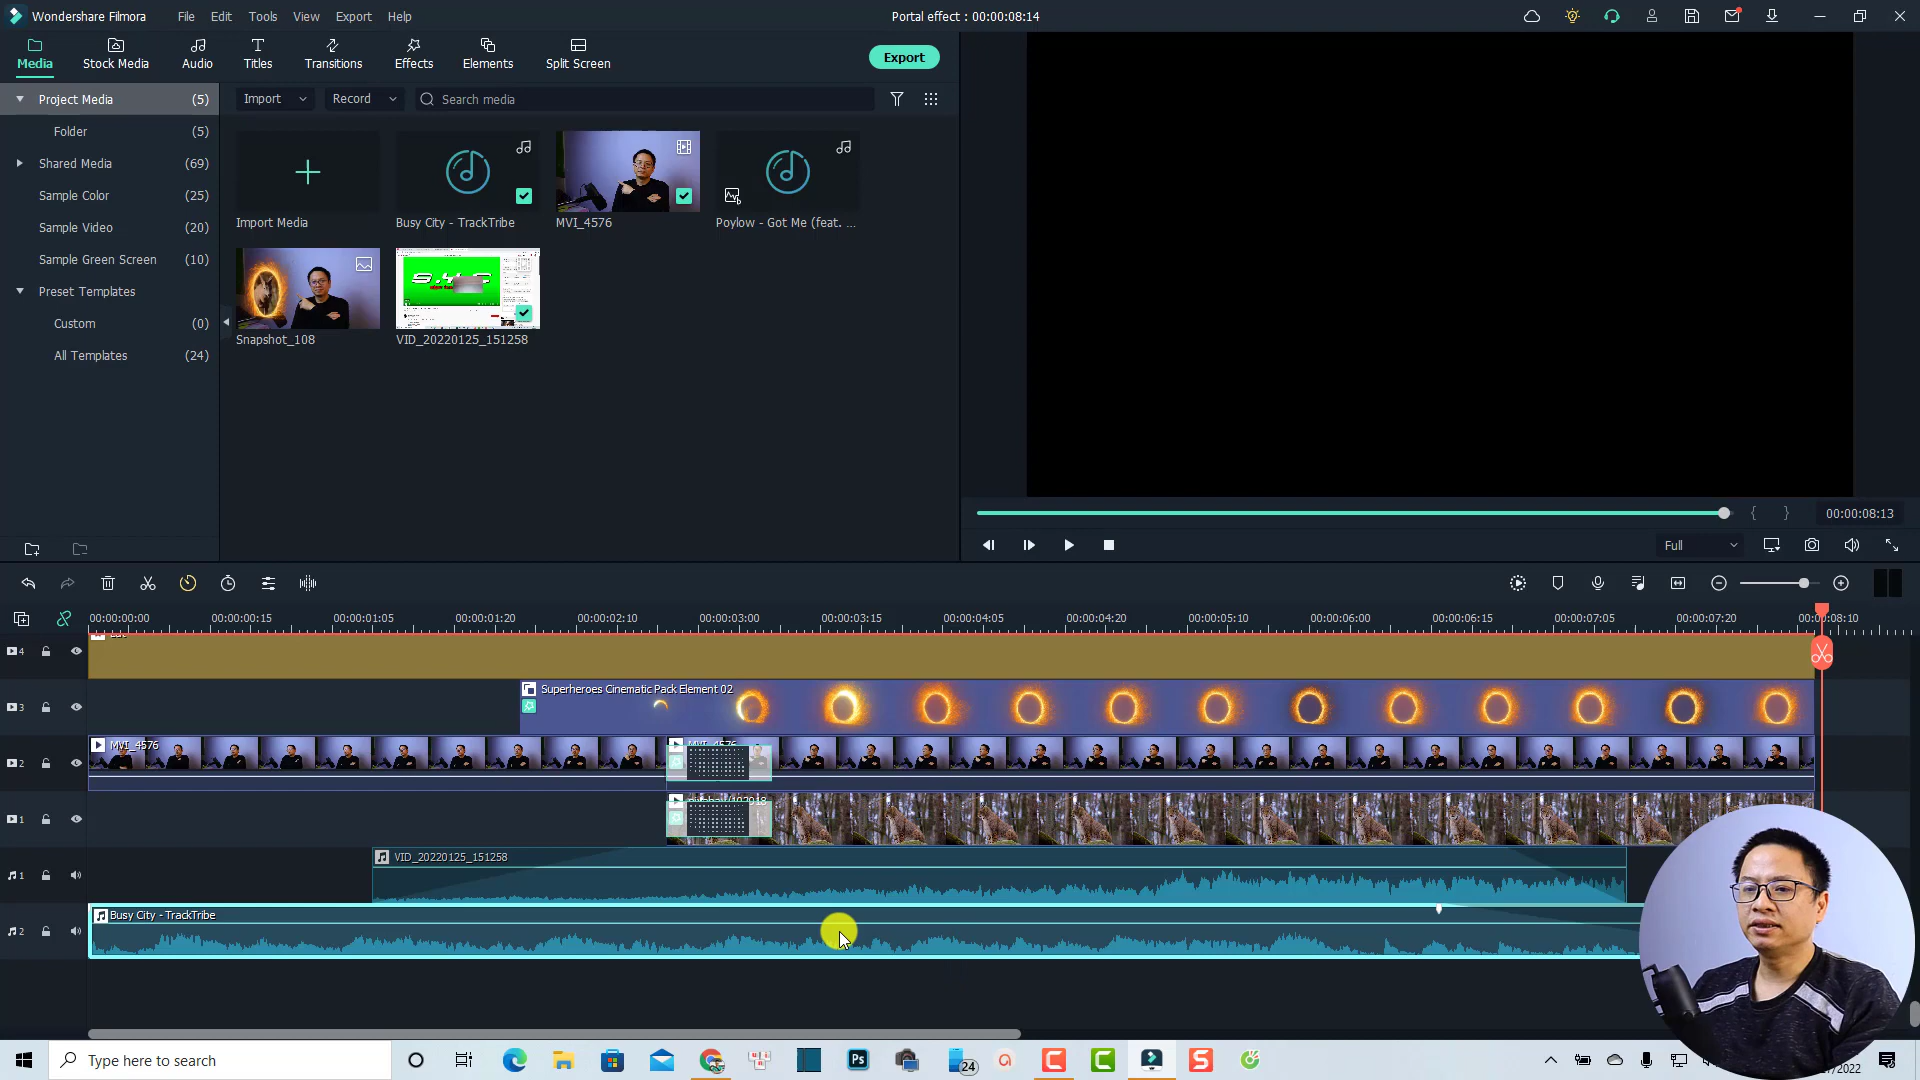 Wondershare Filmora File Edit Tools View Export Help Portal effect : 00:00:08:14
Media Stock Media Audio Titles Transitions Effects Elements Split Screen Export
Project Media (5)
Folder (5)
Shared Media (69)
Sample Color (25)
Sample Video (20)
Sample Green Screen (10)
Preset Templates
Custom (0)
All Templates (24)
Import Record Search media
Import Media Busy City - TrackTribe MVI_4576 Poylow - Got Me (feat. ...
Snapshot_108 VID_20220125_151258
00:00:08:13
Full
00:00:00:00 00:00:00:15 00:00:01:05 00:00:01:20 00:00:02:10 00:00:03:00 00:00:03:15 00:00:04:05 00:00:04:20 00:00:05:10 00:00:06:00 00:00:06:15 00:00:07:05 00:00:07:20 00:00:08:10
4
3 Superheroes Cinematic Pack Element 02
2 MVI_4576 MVI_4576
1
1 VID_20220125_151258
2 Busy City - TrackTribe
Type here to search
Ps
24